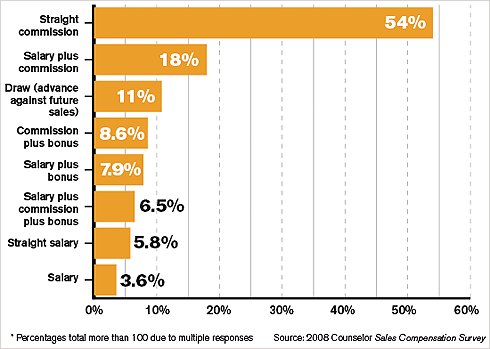 Straight
commission
54%
Salary plus
commission
18%
Draw (advance
against future
sales)
11%
Commission
plus bonus
8.6%
Salary plus
bonus
7.9%
Salary plus
commission
plus bonus
6.5%
Straight salary
5.8%
Salary
3.6%
0% 10% 20% 30% 40% 50% 60%
* Percentages total more than 100 due to multiple responses
Source: 2008 Counselor Sales Compensation Survey